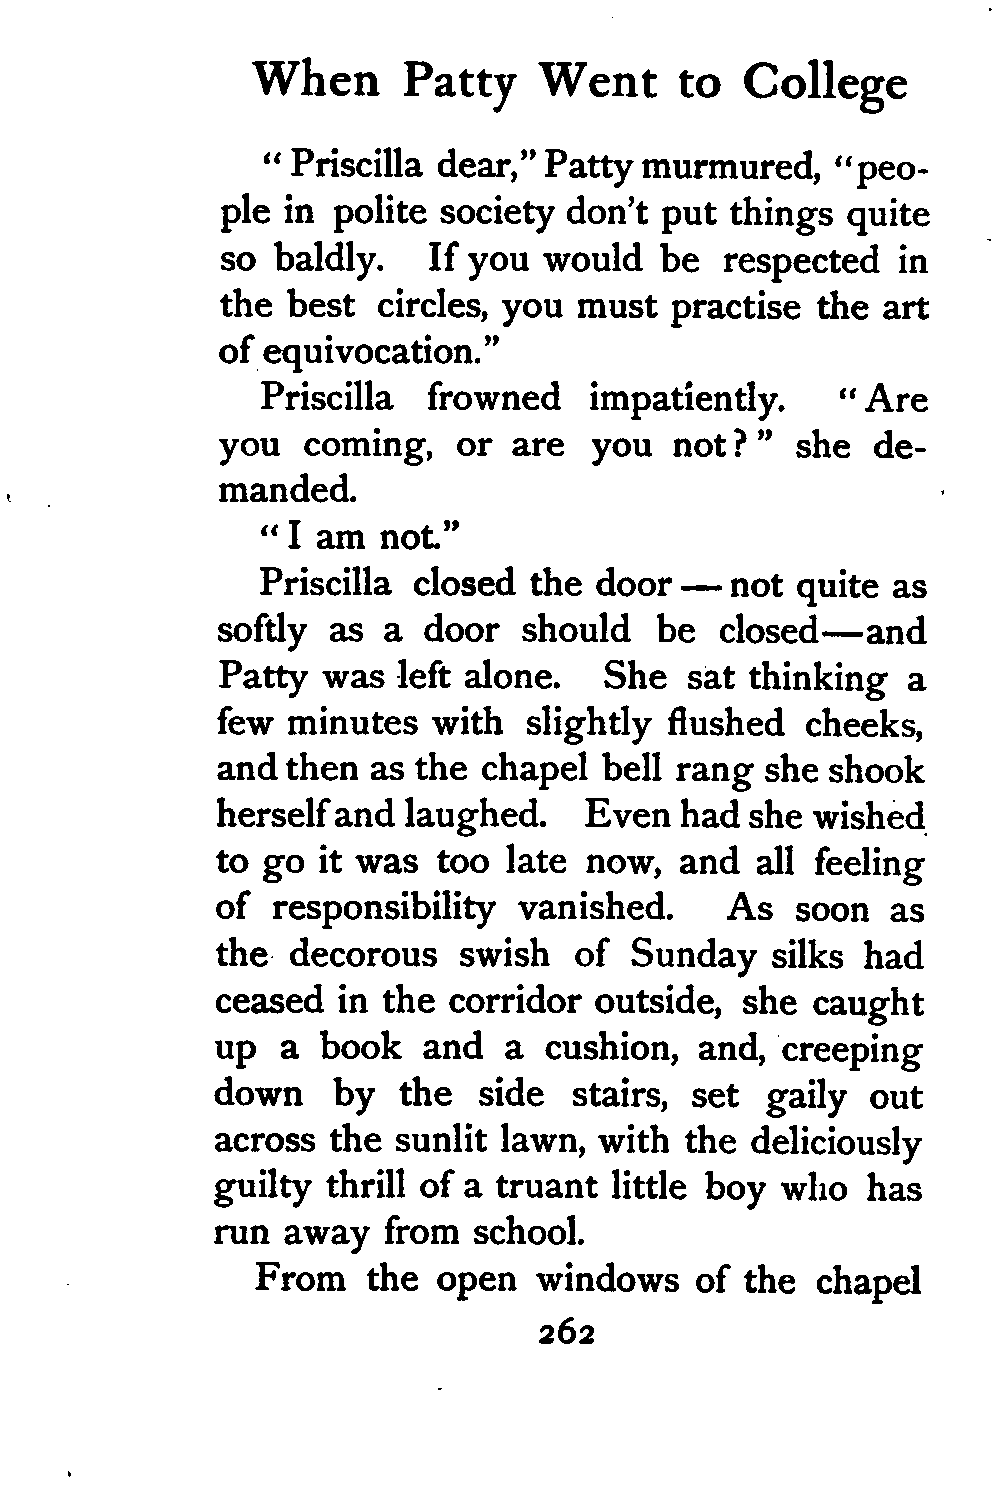 When Patty Went to College
“Priscilla dear,” Patty murmured, “peo-
ple in polite society don't put things quite
so baldly. If you would be respected in
the best circles, you must practise the art
of equivocation.”
Priscilla frowned impatiently. “Are
you coming, or are you not?” she de-
manded.
“I am not.”
Priscilla closed the door — not quite as
softly as a door should be closed—and
Patty was left alone. She sat thinking a
few minutes with slightly flushed cheeks,
and then as the chapel bell rang she shook
herself and laughed. Even had she wished
to go it was too late now, and all feeling
of responsibility vanished. As soon as
the decorous swish of Sunday silks had
ceased in the corridor outside, she caught
up a book and a cushion, and, creeping
down by the side stairs, set gaily out
across the sunlit lawn, with the deliciously
guilty thrill of a truant little boy who has
run away from school.
From the open windows of the chapel
262